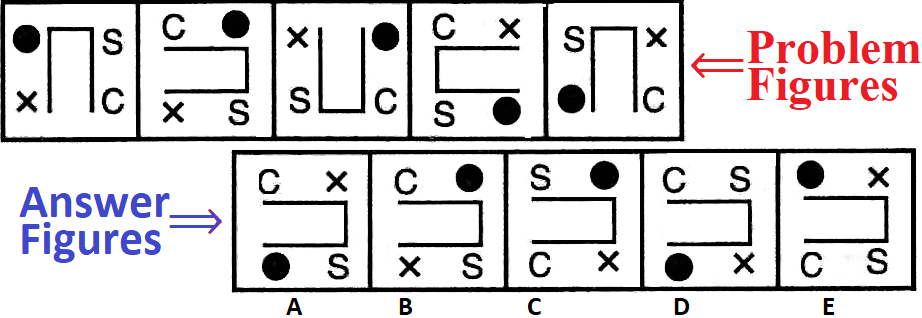 S C × S × C
× C × S S C S C
Problem
Figures
C × C S C S × 
Answer
Figures
S × S C × × C S
A B C D E